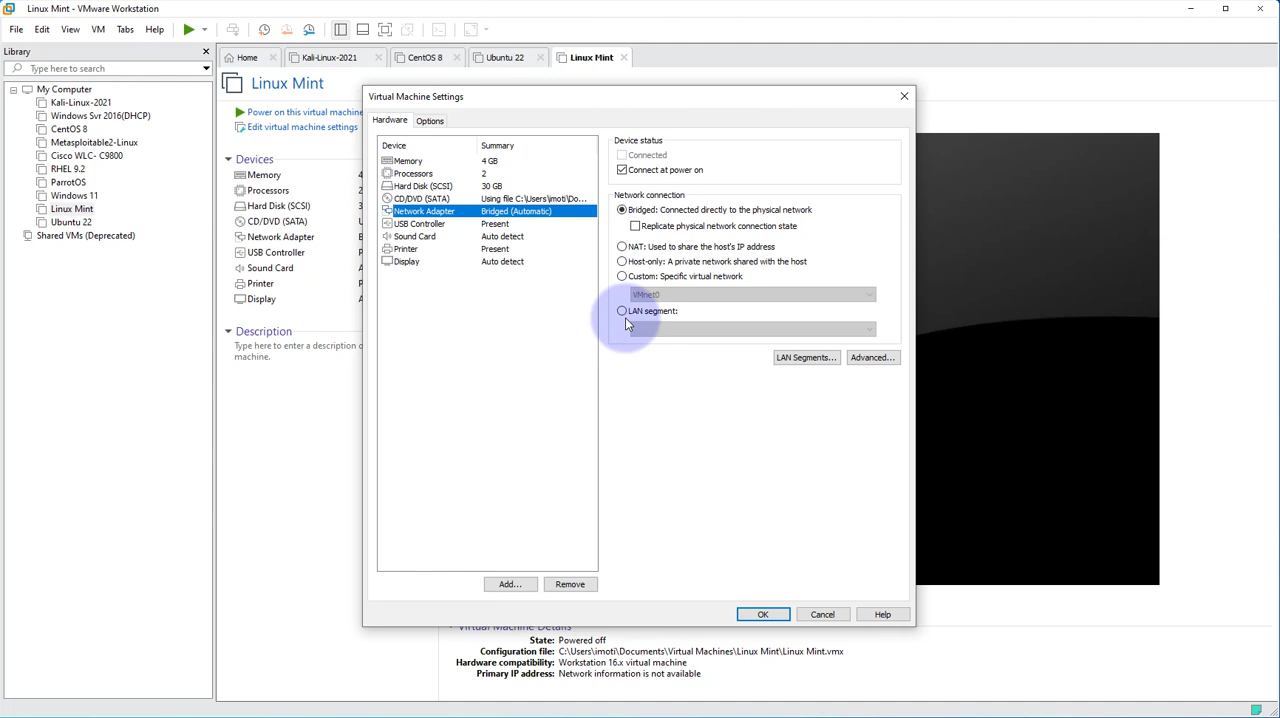 Linux Mint - VMware Workstation
File Edit View VM Tabs Help
Library
Type here to search
My Computer
Kali-Linux-2021
Windows Svr 2016(DHCP)
CentOS 8
Metasploitable2-Linux
Cisco WLC- C9800
RHEL 9.2
ParrotOS
Windows 11
Linux Mint
Ubuntu 22
Shared VMs (Deprecated)
Home Kali-Linux-2021 CentOS 8 Ubuntu 22 Linux Mint
Linux Mint
Power on this virtual machine
Edit virtual machine settings
Devices
Memory 4
Processors 2
Hard Disk (SCSI) 3
CD/DVD (SATA)
Network Adapter
USB Controller
Sound Card
Printer
Display
Description
Type here to enter a description o
machine.
Virtual Machine Settings
Hardware Options
Device Summary
Memory 4 GB
Processors 2
Hard Disk (SCSI) 30 GB
CD/DVD (SATA) Using file C:\Users\imoti\Do...
Network Adapter Bridged (Automatic)
USB Controller Present
Sound Card Auto detect
Printer Present
Display Auto detect
Add... Remove
Device status
Connected
Connect at power on
Network connection
Bridged: Connected directly to the physical network
Replicate physical network connection state
NAT: Used to share the host's IP address
Host-only: A private network shared with the host
Custom: Specific virtual network
VMnet0
LAN segment:
LAN Segments... Advanced...
OK Cancel Help
Virtual Machine Details
State: Powered off
Configuration file: C:\Users\imoti\Documents\Virtual Machines\Linux Mint\Linux Mint.vmx
Hardware compatibility: Workstation 16.x virtual machine
Primary IP address: Network information is not available